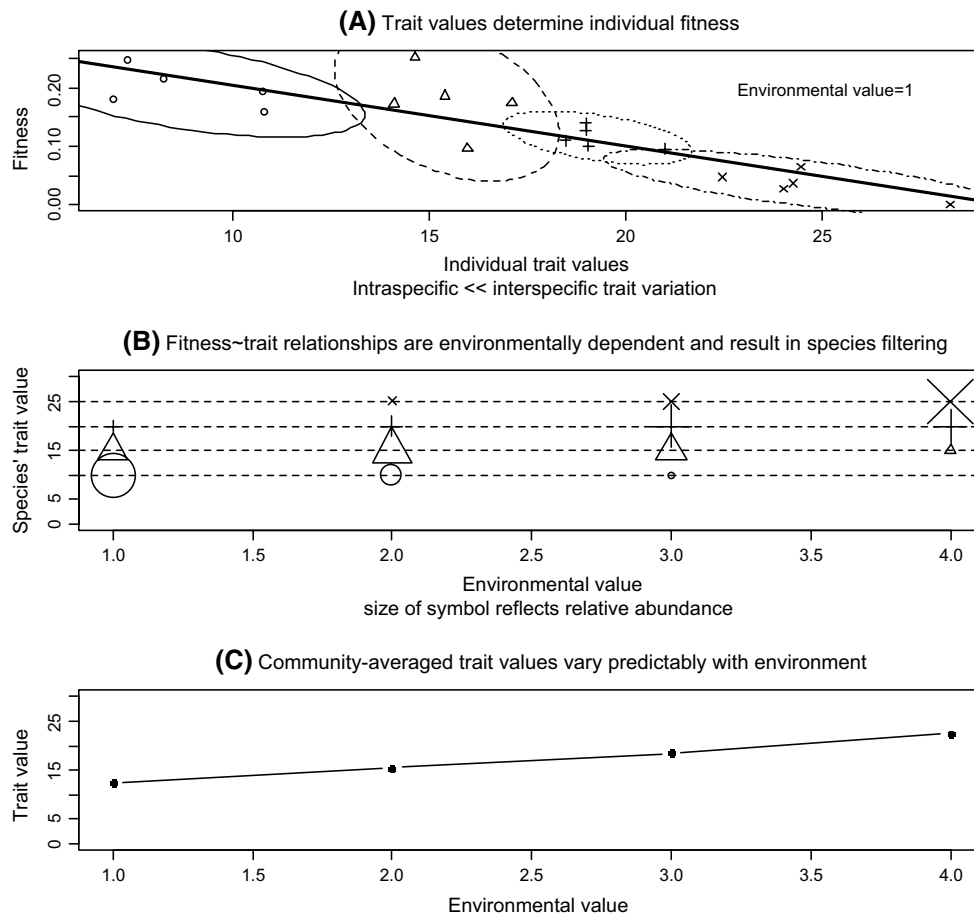 (A) Trait values determine individual fitness
Fitness
0.20
0.10
0.00
Environmental value=1
10 15 20 25
Individual trait values
Intraspecific << interspecific trait variation
(B) Fitness~trait relationships are environmentally dependent and result in species filtering
Species' trait value
25
15
5
0
1.0 1.5 2.0 2.5 3.0 3.5 4.0
Environmental value
size of symbol reflects relative abundance
(C) Community-averaged trait values vary predictably with environment
Trait value
25
15
5
0
1.0 1.5 2.0 2.5 3.0 3.5 4.0
Environmental value